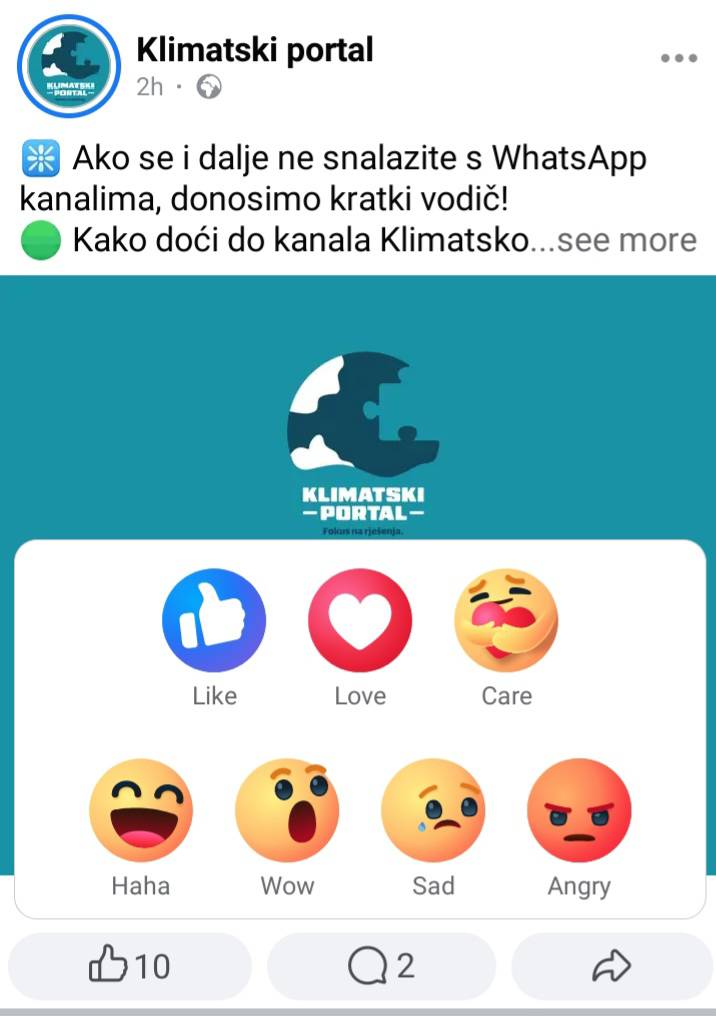 KLIMATSKI
PORTAL
Klimatski portal
2h
Ako se i dalje ne snalazite s WhatsApp
kanalima, donosimo kratki vodič!
Kako doći do kanala Klimatsko...see more
KLIMATSKI
–PORTAL–
Fokus na rješenja.
Like
Love
Care
Haha
Wow
Sad
Angry
10
2